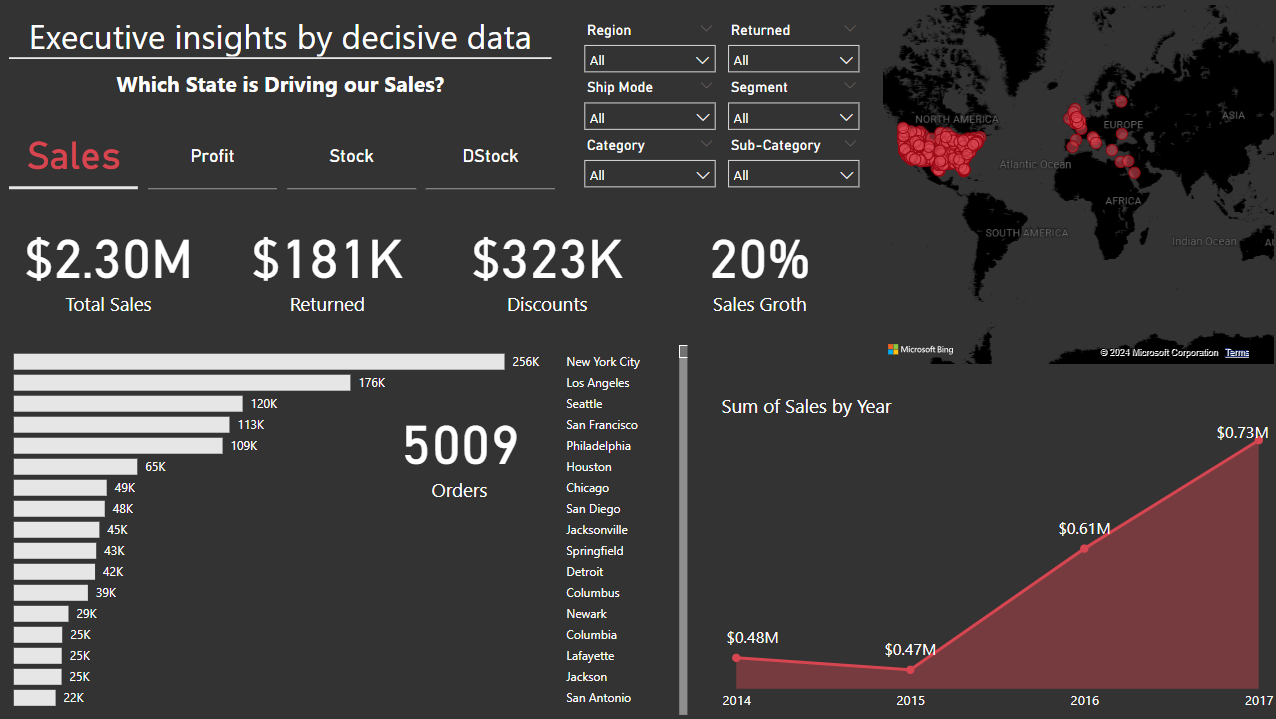 Executive insights by decisive data
Which State is Driving our Sales?
Sales
Profit
Stock
DStock
Region
All
Returned
All
Ship Mode
All
Segment
All
Category
All
Sub-Category
All
NORTH AMERICA
EUROPE
ASIA
Atlantic Ocean
AFRICA
SOUTH AMERICA
Indian Ocean
Microsoft Bing
© 2024 Microsoft Corporation Terms
$2.30M
Total Sales
$181K
Returned
$323K
Discounts
20%
Sales Groth
256K New York City
176K Los Angeles
120K Seattle
113K San Francisco
109K Philadelphia
65K Houston
49K Chicago
48K San Diego
45K Jacksonville
43K Springfield
42K Detroit
39K Columbus
29K Newark
25K Columbia
25K Lafayette
25K Jackson
22K San Antonio
5009
Orders
Sum of Sales by Year
$0.48M
$0.47M
$0.61M
$0.73M
2014 2015 2016 2017